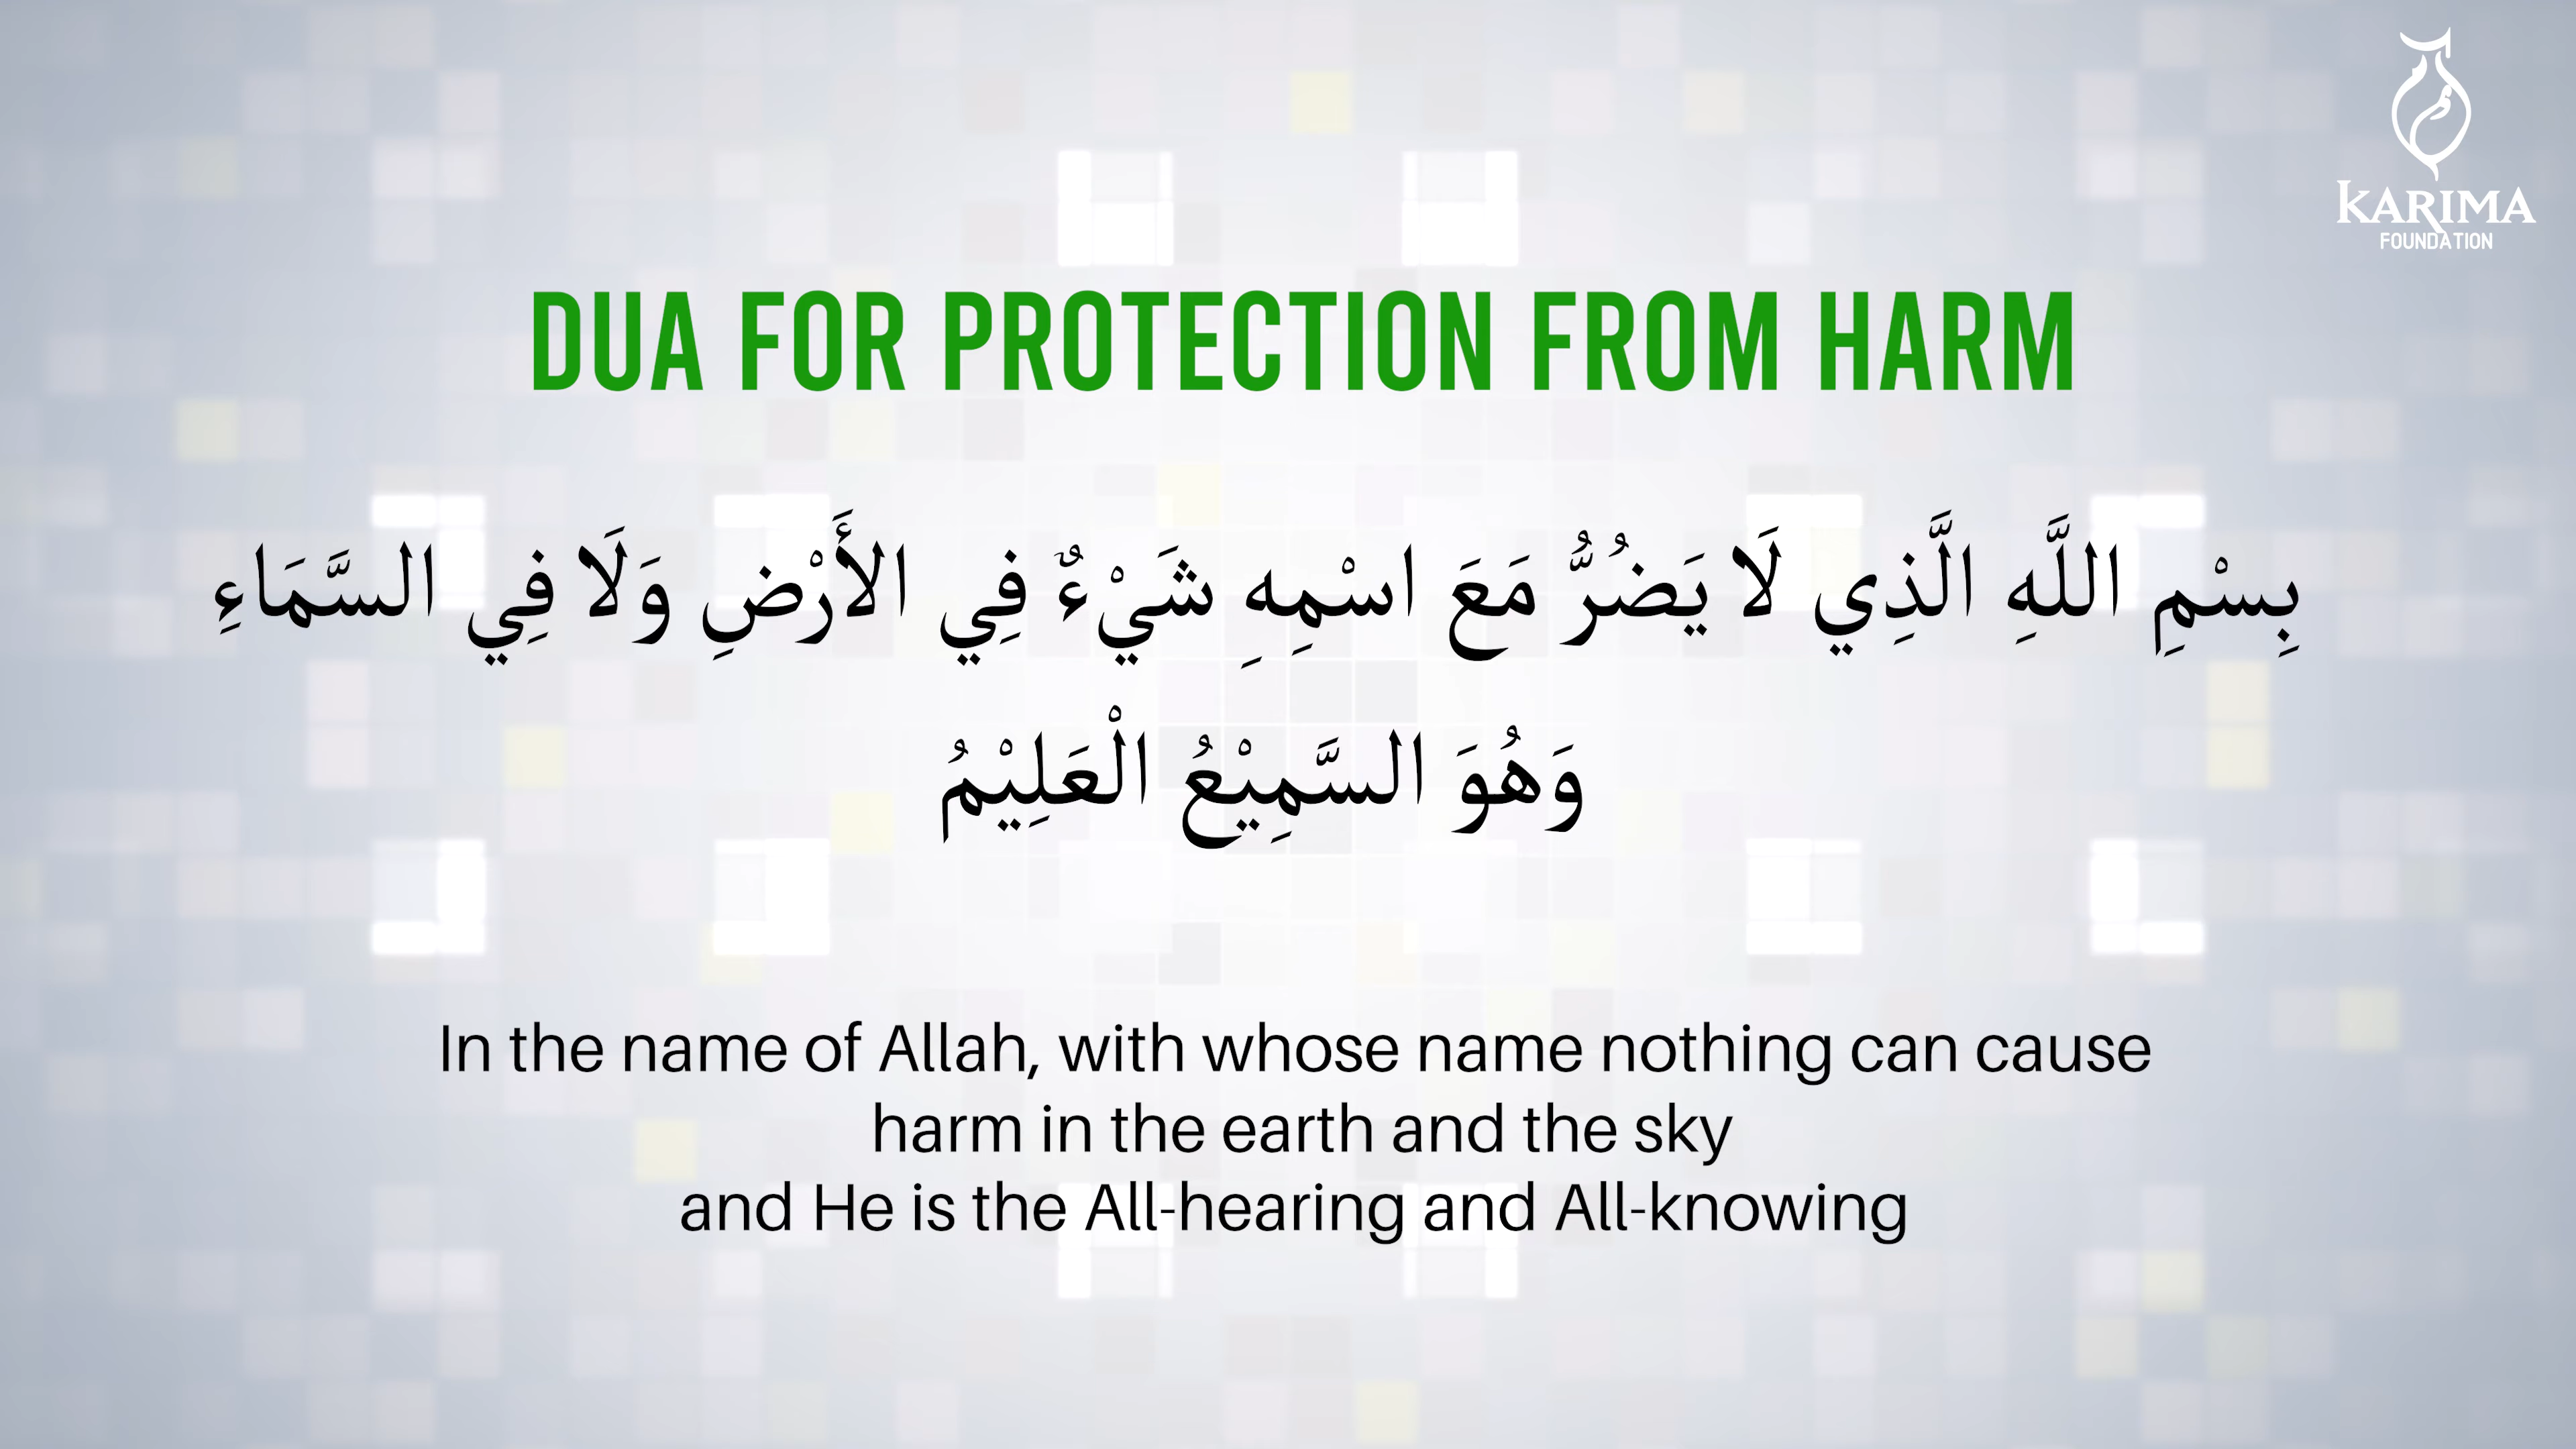 KARIMA
FOUNDATION
DUA FOR PROTECTION FROM HARM
بِسْمِ اللَّهِ الَّذِي لَا يَضُرُّ مَعَ اسْمِهِ شَيْءٌ فِي الأَرْضِ وَلَا فِي السَّمَاءِ
وَهُوَ السَّمِيْعُ الْعَلِيْمُ
In the name of Allah, with whose name nothing can cause
harm in the earth and the sky
and He is the All-hearing and All-knowing